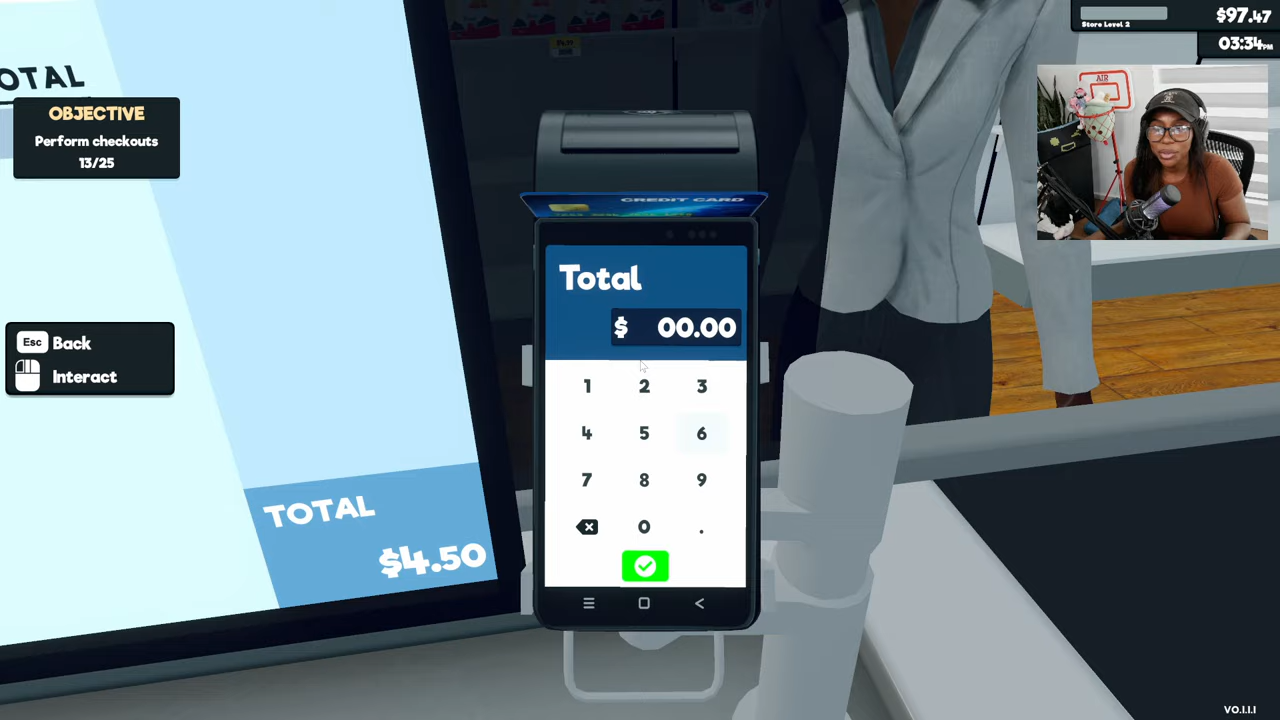 OTAL
OBJECTIVE
Perform checkouts
13/25
Esc Back
Interact
TOTAL
$4.50
CREDIT CARD
Total
$ 00.00
1 2 3
4 5 6
7 8 9
0 .
$97.47
Store Level 2
03:34PM
AIR
V0.1.1.1